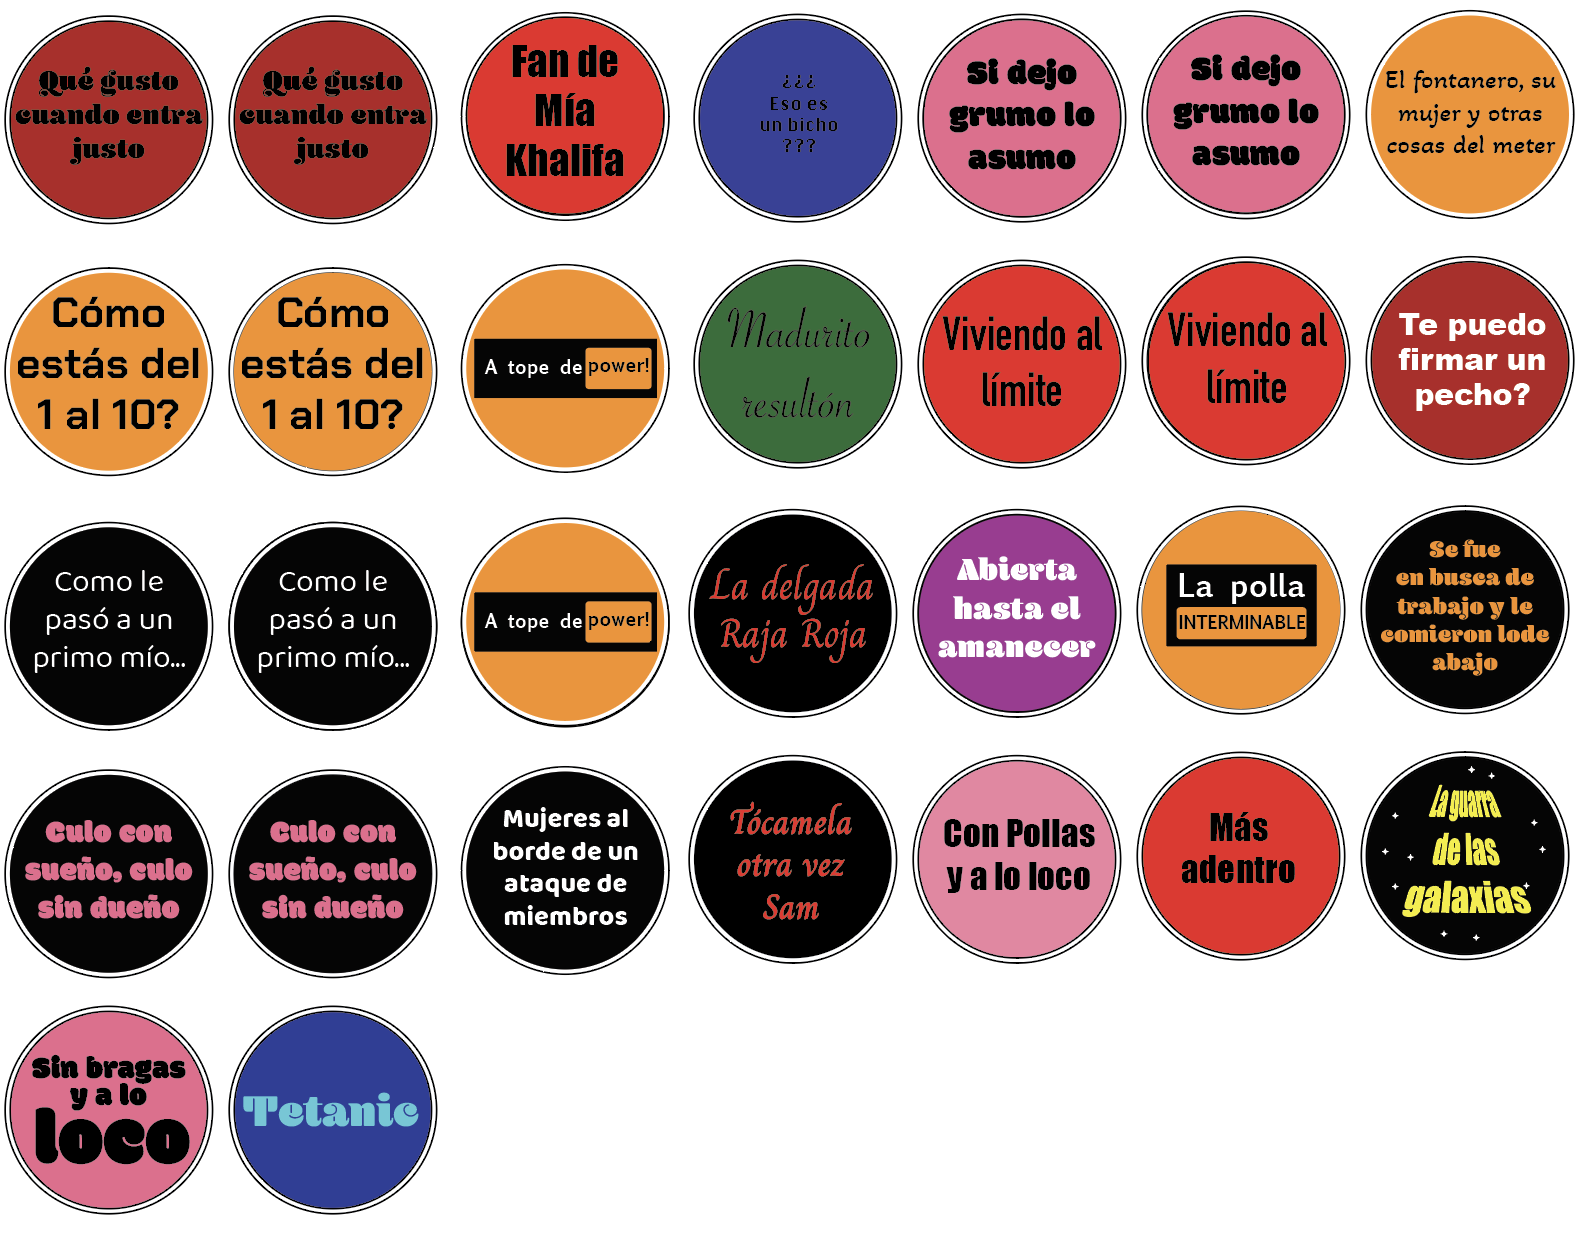 Qué gusto
cuando entra
justo
Qué gusto
cuando entra
justo
Fan de
Mía
Khalifa
¿¿¿
Eso es
un bicho
???
Si dejo
grumo lo
asumo
Si dejo
grumo lo
asumo
El fontanero, su
mujer y otras
cosas del meter
Cómo
estás del
1 al 10?
Cómo
estás del
1 al 10?
A tope de power!
Madurito
resultón
Viviendo al
límite
Viviendo al
límite
Te puedo
firmar un
pecho?
Como le
pasó a un
primo mío...
Como le
pasó a un
primo mío...
A tope de power!
La delgada
Raja Roja
Abierta
hasta el
amanecer
La polla
INTERMINABLE
Se fue
en busca de
trabajo y le
comieron lode
abajo
Culo con
sueño, culo
sin dueño
Culo con
sueño, culo
sin dueño
Mujeres al
borde de un
ataque de
miembros
Tócamela
otra vez
Sam
Con Pollas
y a lo loco
Más
adentro
La guarra
de las
galaxias
Sin bragas
y a lo
loco
Tetanic